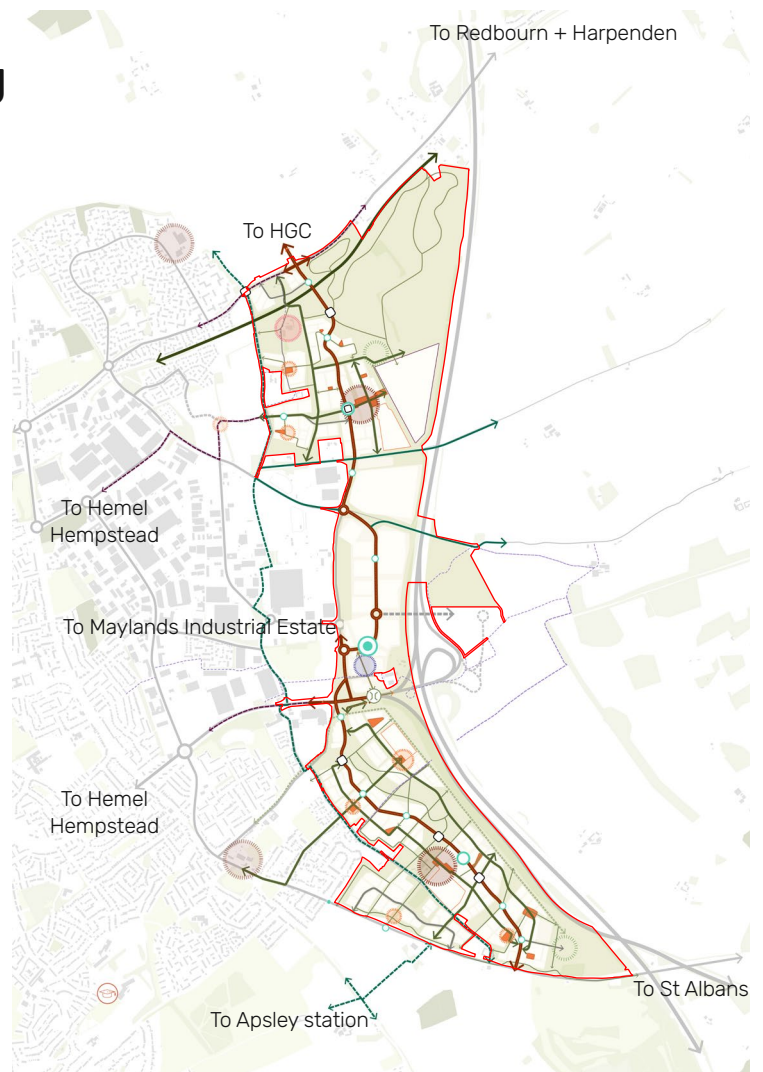 To Redbourn + Harpenden
To HGC
To Hemel
Hempstead
To Maylands Industrial Estate
To Hemel
Hempstead
To St Albans
To Apsley station